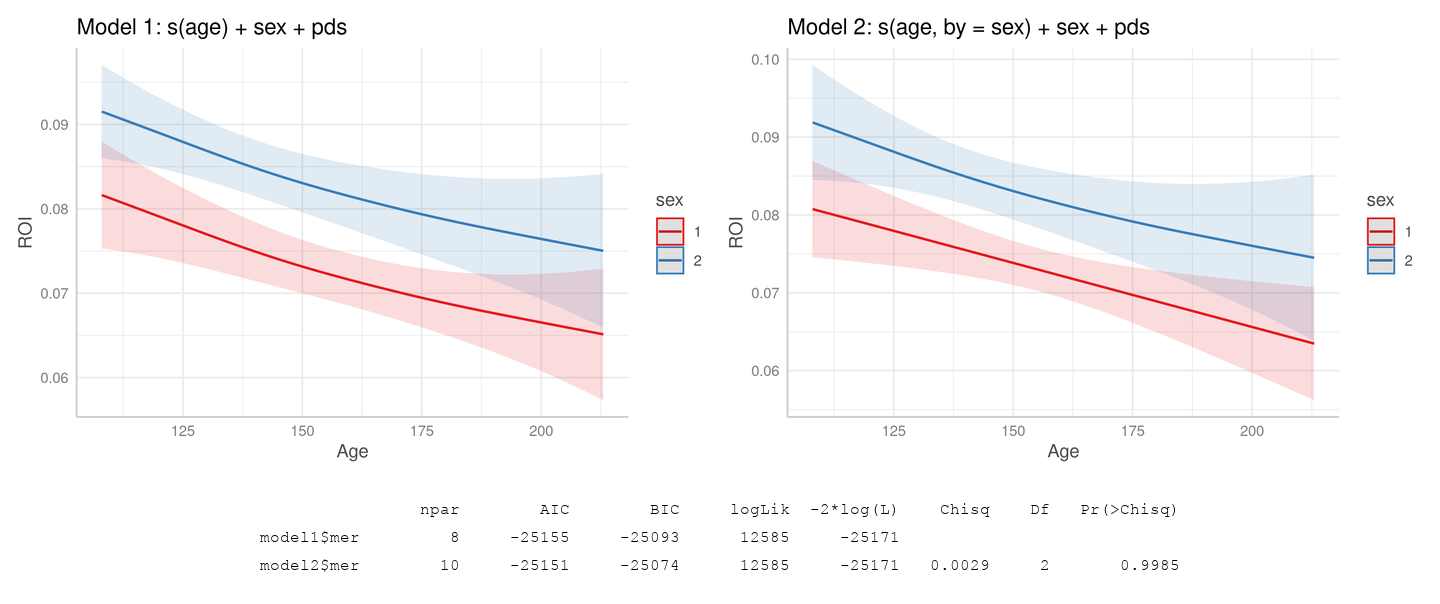 Model 1: s(age) + sex + pds
0.09
0.08
0.07
0.06
ROI
125 150 175 200
Age
sex
1
2
Model 2: s(age, by = sex) + sex + pds
0.10
0.09
0.08
0.07
0.06
ROI
125 150 175 200
Age
sex
1
2
npar AIC BIC logLik -2*log(L) Chisq Df Pr(>Chisq)
model1$mer 8 -25155 -25093 12585 -25171
model2$mer 10 -25151 -25074 12585 -25171 0.0029 2 0.9985